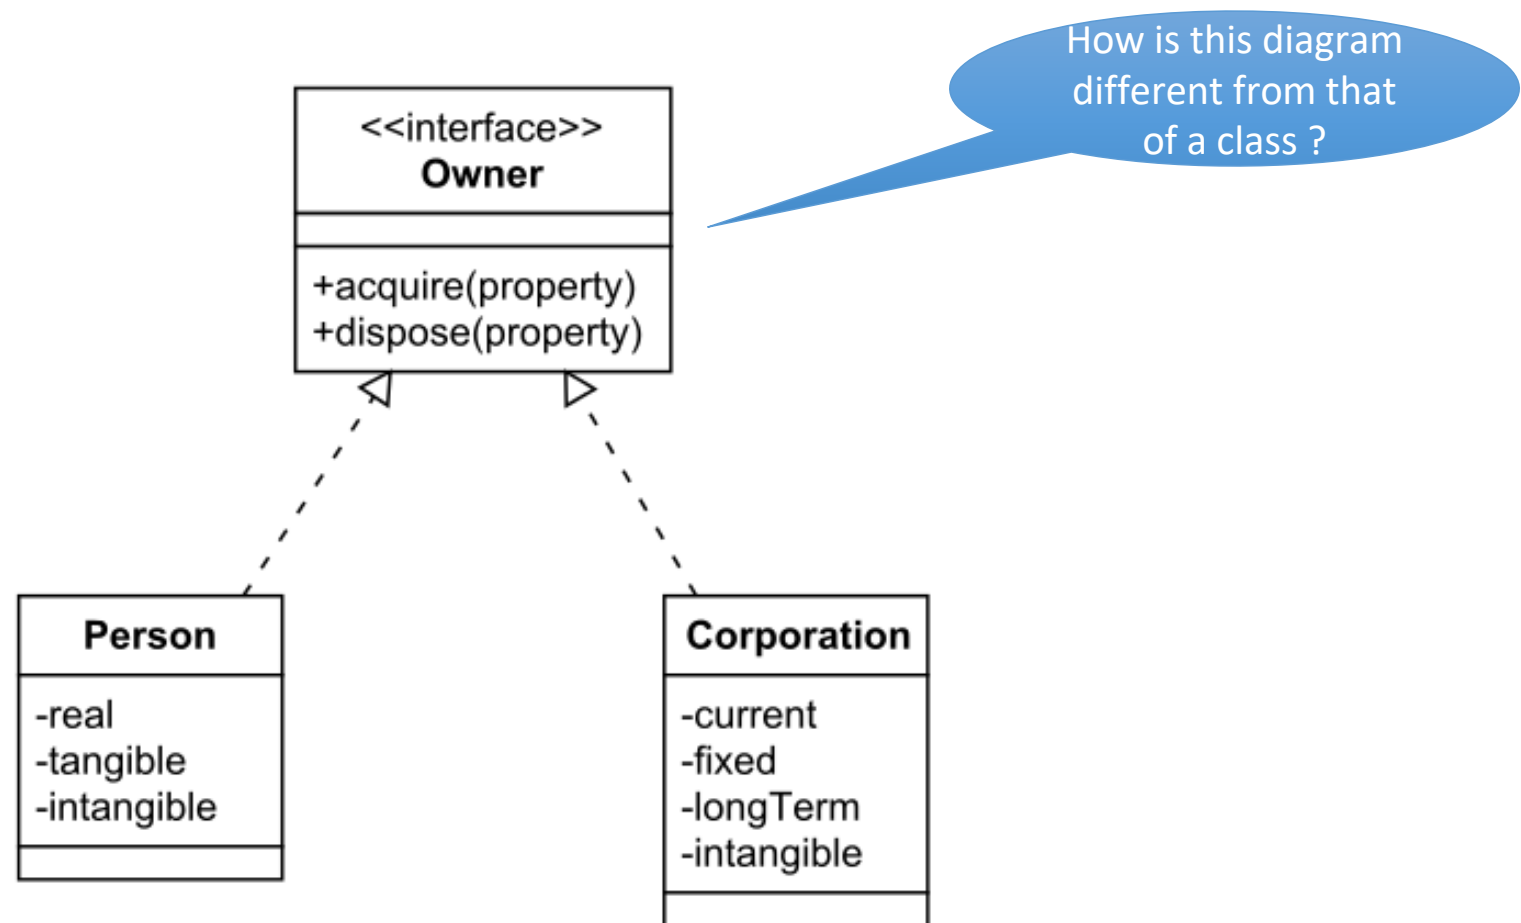 How is this diagram
different from that
of a class ?
<<interface>>
Owner
+acquire(property)
+dispose(property)
Person
-real
-tangible
-intangible
Corporation
-current
-fixed
-longTerm
-intangible